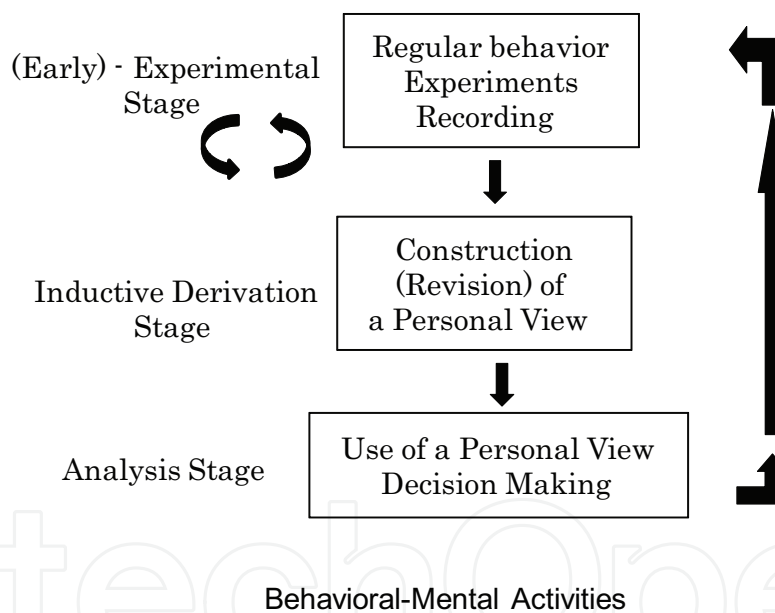 (Early) - Experimental
Stage
Regular behavior
Experiments
Recording
Inductive Derivation
Stage
Construction
(Revision) of
a Personal View
Analysis Stage
Use of a Personal View
Decision Making
Behavioral-Mental Activities